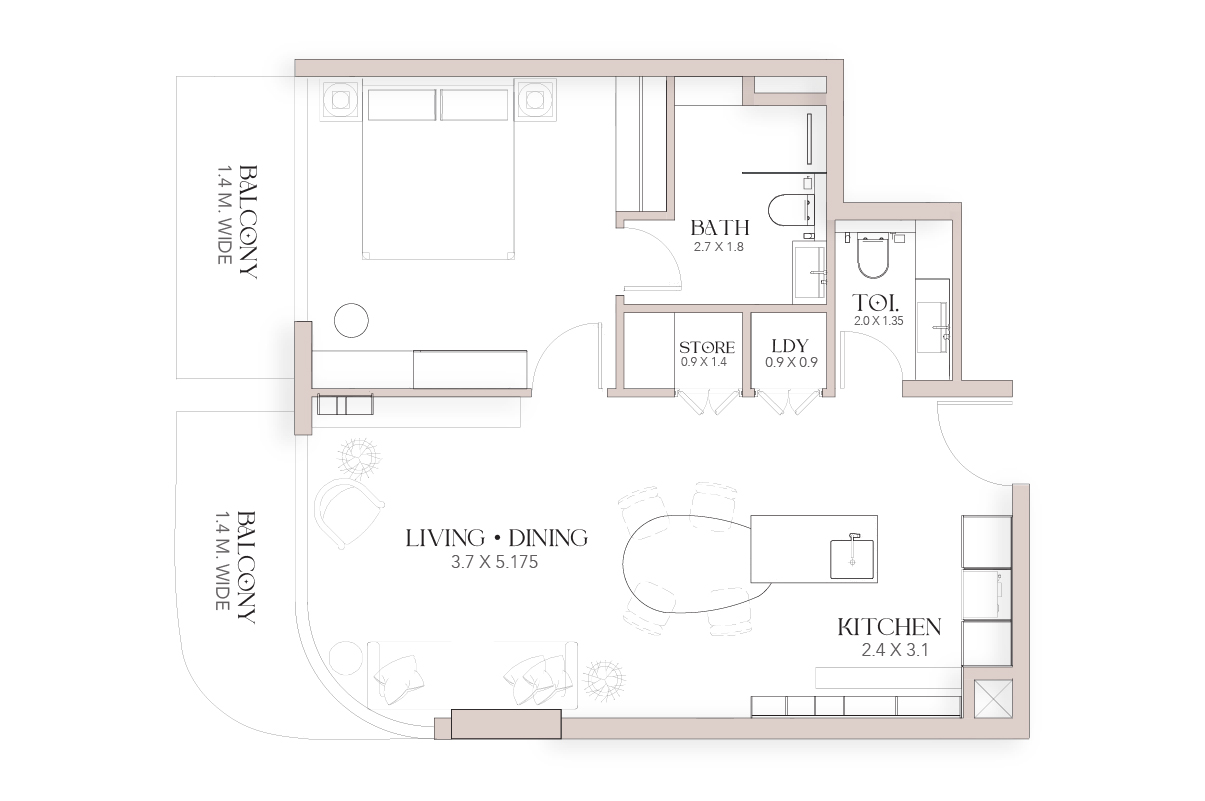 BALCONY
1.4 M. WIDE
BATH
2.7 X 1.8
TOI.
2.0 X 1.35
STORE
0.9 X 1.4
LDY
0.9 X 0.9
BALCONY
1.4 M. WIDE
LIVING • DINING
3.7 X 5.175
KITCHEN
2.4 X 3.1